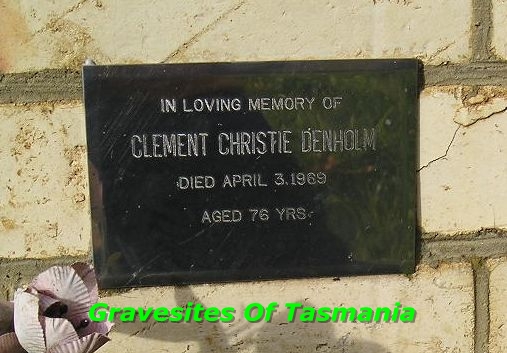 IN LOVING MEMORY OF
CLEMENT CHRISTIE DENHOLM
DIED APRIL 3.1969
AGED 76 YRS.
Gravesites Of Tasmania